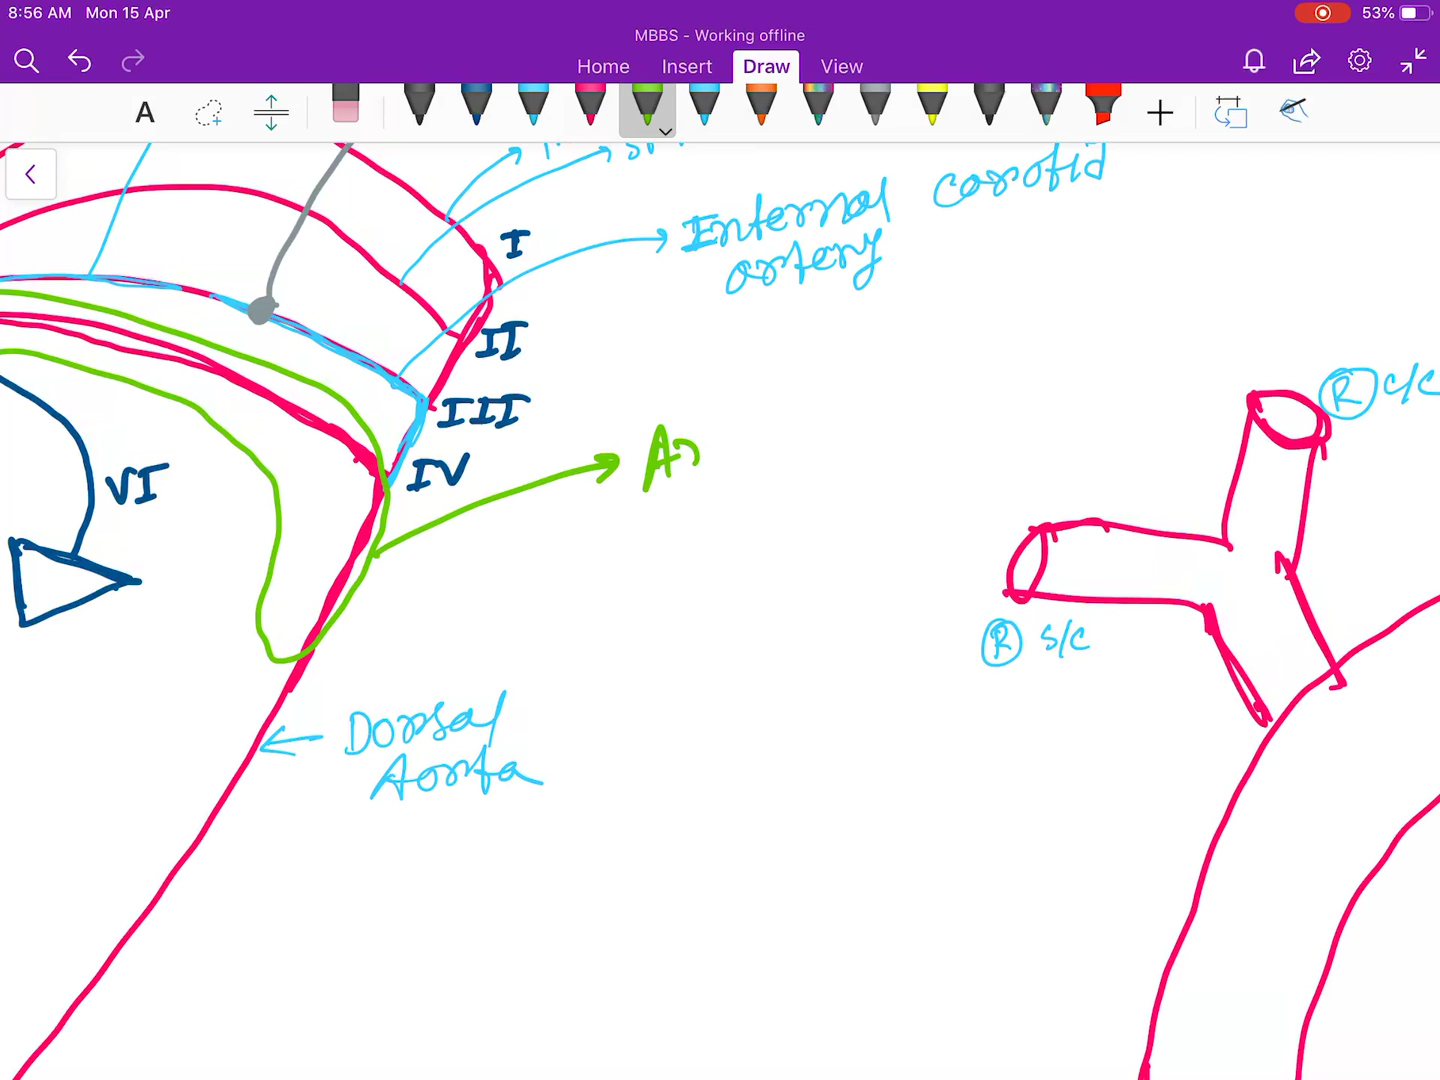 8:56 AM Mon 15 Apr
53%
MBBS - Working offline
Home Insert Draw View
A
Internal carotid
artery
I
II
III
IV
VI
R C/C
R S/C
Dorsal
Aorta